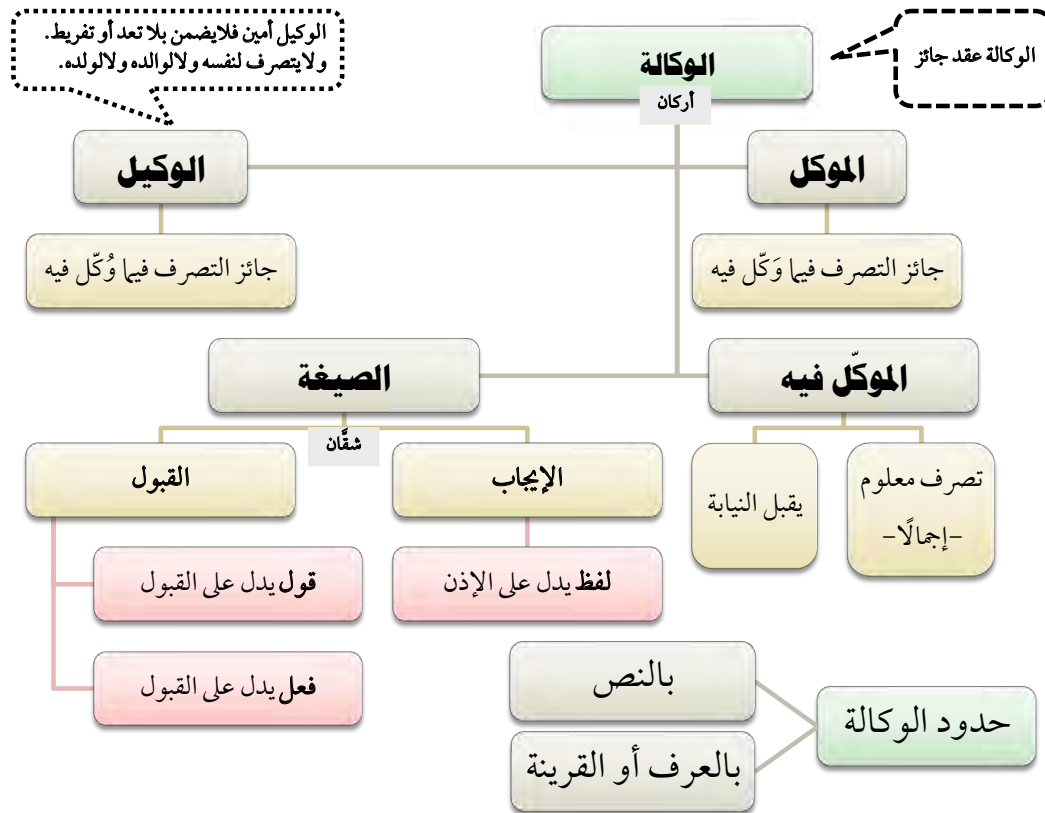 الوكالة عقد جائز
الوكالة
أركان
الوكيل أمين فلايضمن بلا تعد أو تفريط.
ولايتصرف لنفسه ولالوالده ولالولده.
الموكل
جائز التصرف فيما وَكّل فيه
الوكيل
جائز التصرف فيما وُكّل فيه
الموكّل فيه
تصرف معلوم
-إجمالًا-
يقبل النيابة
الصيغة
شقَّان
الإيجاب
لفظ يدل على الإذن
القبول
قول يدل على القبول
فعل يدل على القبول
حدود الوكالة
بالنص
بالعرف أو القرينة